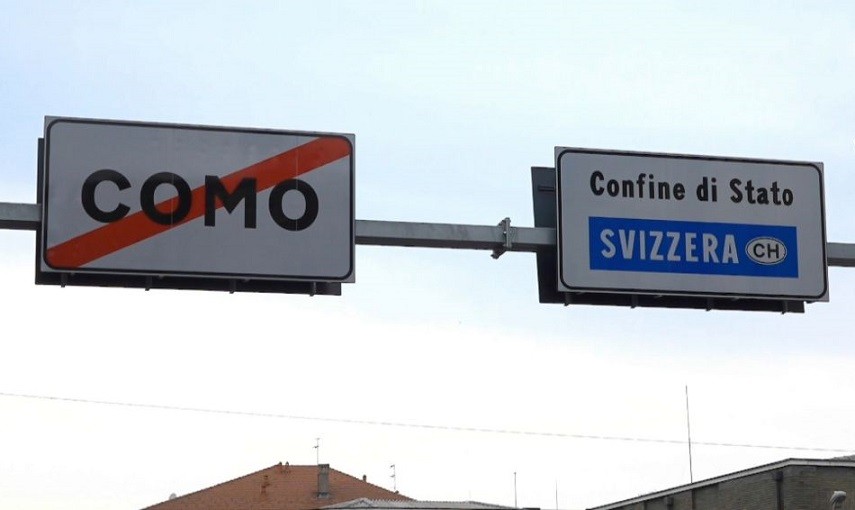 COMO
Confine di Stato
SVIZZERA CH